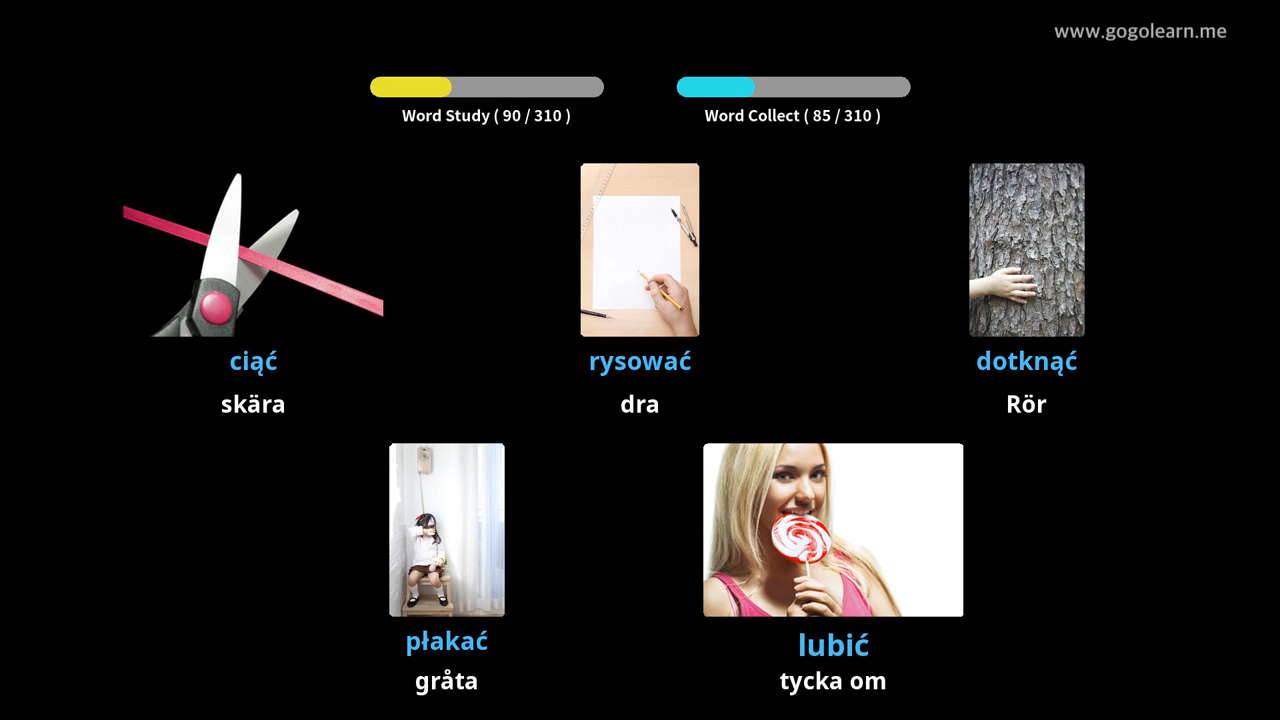 www.gogolearn.me
Word Study ( 90 / 310 )
Word Collect ( 85 / 310 )
ciąć
skära
rysować
dra
dotknąć
Rör
płakać
gråta
lubić
tycka om